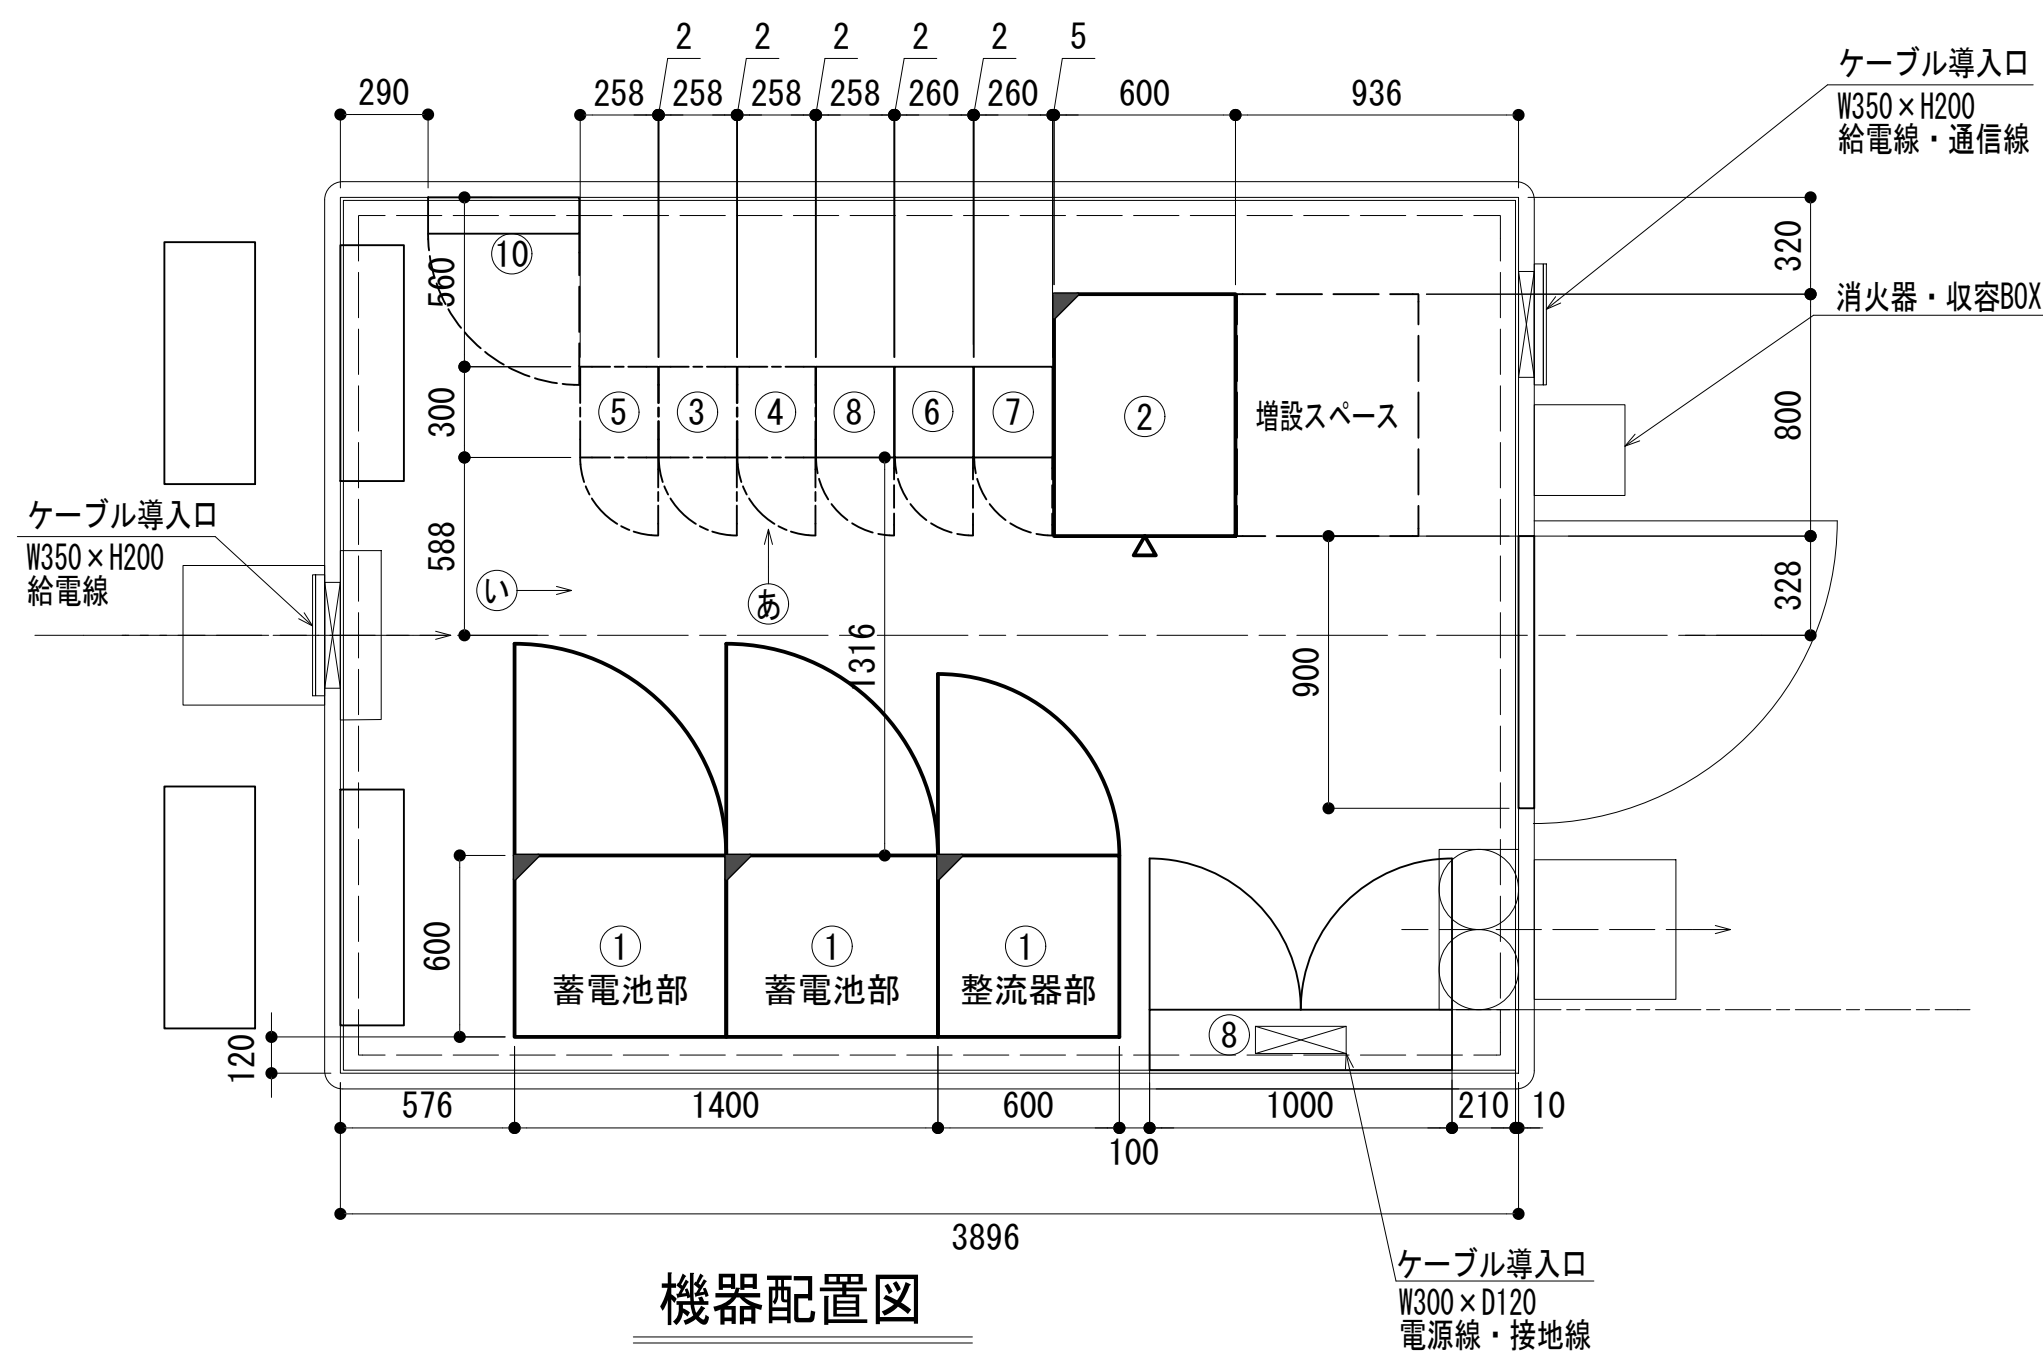 2 2 2 2 2 5
290 258 258 258 258 260 260 600 936
ケーブル導入口
W350×H200
給電線・通信線
⑩
560
320
消火器・収容BOX
300
⑤ ③ ④ ⑧ ⑥ ⑦ ② 増設スペース
800
ケーブル導入口
W350×H200
給電線
588
い
あ
328
1316
900
600
① ① ①
蓄電池部 蓄電池部 整流器部
⑧
120
576 1400 600 1000 210 10
100
3896
機器配置図
ケーブル導入口
W300×D120
電源線・接地線